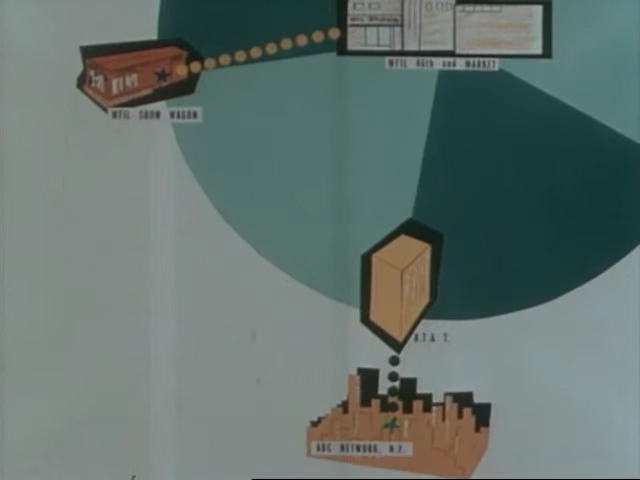 WFIL 46th and MARKET
WFIL SHOW WAGON
A.T.& T.
ABC NETWORK, N.Y.